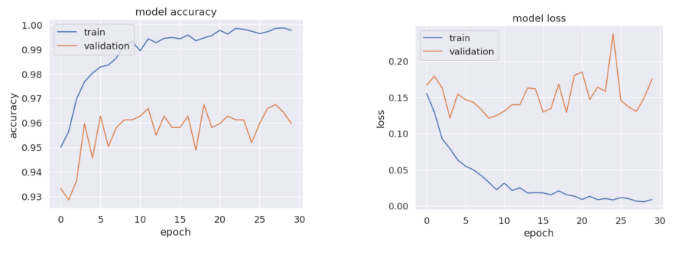 model accuracy
train
validation
1.00
0.99
0.98
0.97
0.96
0.95
0.94
0.93
accuracy
0 5 10 15 20 25 30
epoch
model loss
train
validation
0.20
0.15
0.10
0.05
0.00
loss
0 5 10 15 20 25 30
epoch